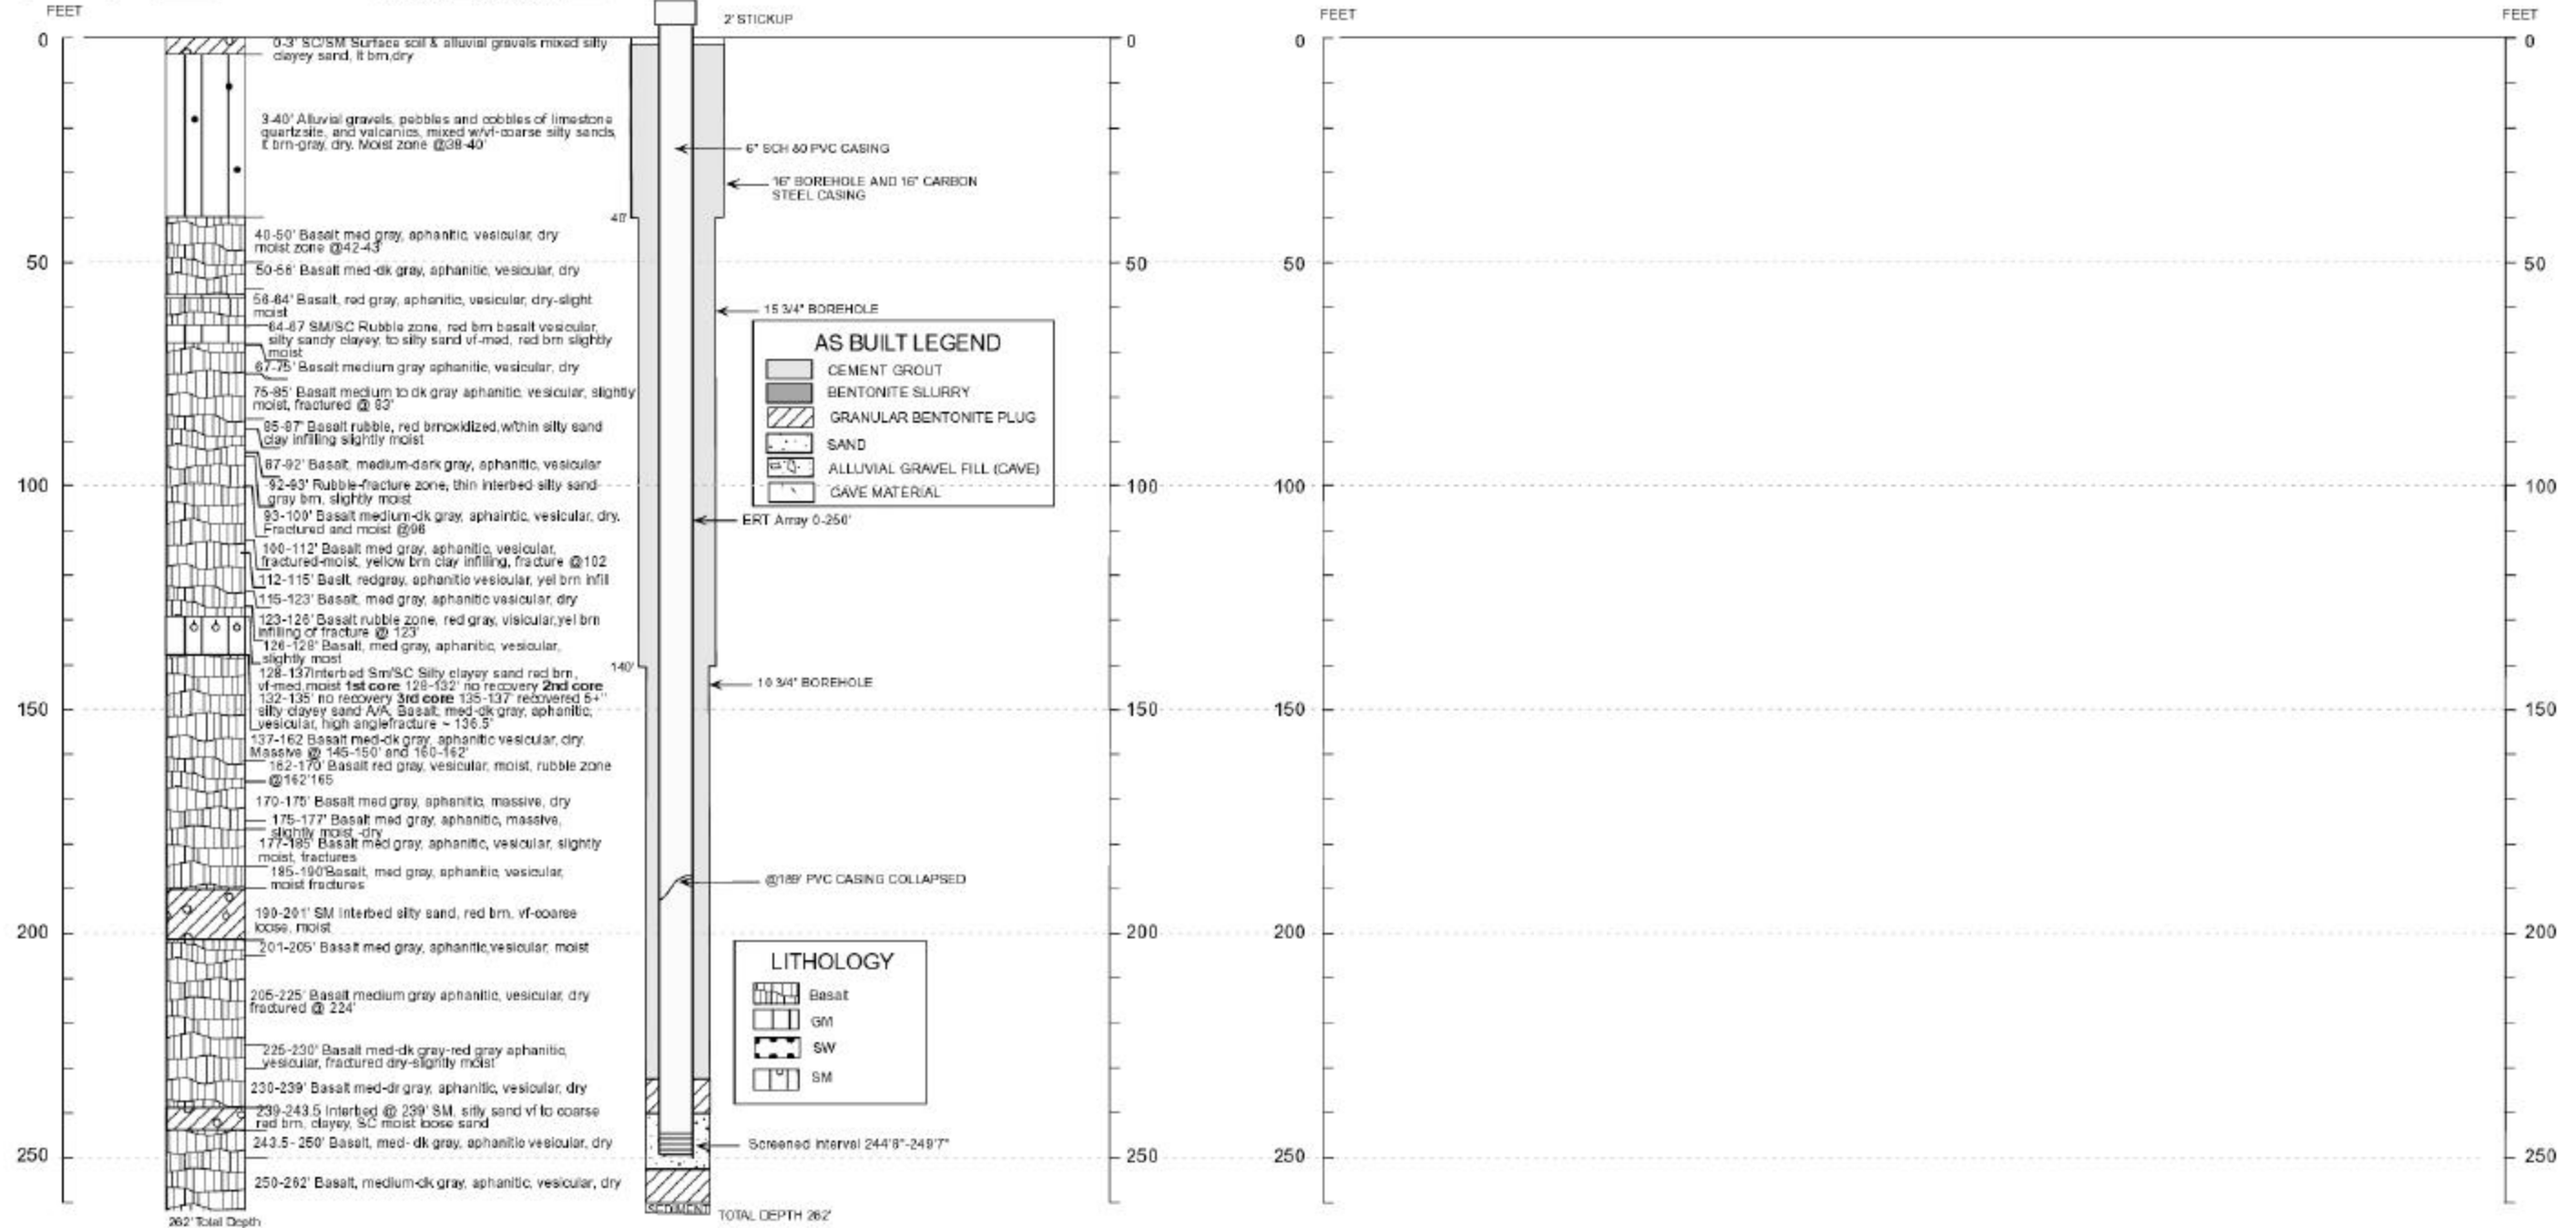 FEET
0
50
100
150
200
250
0-3' SC/SM Surface soil & alluvial gravels mixed silty
clayey sand, lt brn,dry
3-40' Alluvial gravels, pebbles and cobbles of limestone
quartzsite, and valcanics, mixed w/vf-coarse silty sands,
lt brn-gray, dry. Moist zone @38-40'
40-50' Basalt med gray, aphanitic, vesicular, dry
moist zone @42-43'
50-56' Basalt med-dk gray, aphanitic, vesicular, dry
56-64' Basalt, red gray, aphanitic, vesicular, dry-slight
moist
64-67 SM/SC Rubble zone, red brn basalt vesicular,
silty sandy clayey, to silty sand vf-med, red brn slightly
moist
67-75' Basalt medium gray aphanitic, vesicular, dry
75-85' Basalt medium to dk gray aphanitic, vesicular, slightly
moist, fractured @ 83'
85-87' Basalt rubble, red brnoxidized,w/thin silty sand
clay infilling slightly moist
87-92' Basalt, medium-dark gray, aphanitic, vesicular
92-93' Rubble-fracture zone, thin interbed silty sand
gray brn, slightly moist
93-100' Basalt medium-dk gray, aphaintic, vesicular, dry.
Fractured and moist @96
100-112' Basalt med gray, aphanitic, vesicular,
fractured-moist, yellow brn clay infilling, fracture @102
112-115' Baslt, redgray, aphanitic vesicular, yel brn infill
115-123' Basalt, med gray, aphanitic vesicular, dry
123-126' Basalt rubble zone, red gray, visicular,yel brn
infilling of fracture @ 123'
126-128' Basalt, med gray, aphanitic, vesicular,
slightly most
128-137'Interbed Sm/SC Silty clayey sand red brn,
vf-med,moist 1st core 128-132' no recovery 2nd core
132-135' no recovery 3rd core 135-137' recovered 5+"
silty clayey sand A/A, Basalt, med-dk gray, aphanitic,
vesicular, high anglefracture ~ 136.5'
137-162 Basalt med-dk gray, aphanitic vesicular, dry.
Massive @ 145-150' and 160-162'
162-170' Basalt red gray, vesicular, moist, rubble zone
@162'165
170-175' Basalt med gray, aphanitic, massive, dry
175-177' Basalt med gray, aphanitic, massive,
slightly moist -dry
177-185' Basalt med gray, aphanitic, vesicular, slightly
moist, fractures
185-190'Basalt, med gray, aphanitic, vesicular,
moist fractures
190-201' SM Interbed silty sand, red brn, vf-coarse
loose, moist
201-205' Basalt med gray, aphanitic,vesicular, moist
205-225' Basalt medium gray aphanitic, vesicular, dry
fractured @ 224'
225-230' Basalt med-dk gray-red gray aphanitic,
vesicular, fractured dry-slightly moist
230-239' Basalt med-dr gray, aphanitic, vesicular, dry
239-243.5 Interbed @ 239' SM, silty sand vf to coarse
red brn, clayey, SC moist loose sand
243.5- 250' Basalt, med- dk gray, aphanitic vesicular, dry
250-262' Basalt, medium-dk gray, aphanitic, vesicular, dry
262' Total Depth
2' STICKUP
6" SCH 80 PVC CASING
16" BOREHOLE AND 16" CARBON
STEEL CASING
40'
15 3/4" BOREHOLE
AS BUILT LEGEND
CEMENT GROUT
BENTONITE SLURRY
GRANULAR BENTONITE PLUG
SAND
ALLUVIAL GRAVEL FILL (CAVE)
CAVE MATERIAL
ERT Array 0-250'
140'
10 3/4" BOREHOLE
@189' PVC CASING COLLAPSED
LITHOLOGY
Basat
GM
SW
SM
Screened interval 244'8"-249'7"
SEDIMENT
TOTAL DEPTH 262'
0
50
100
150
200
250
FEET
0
50
100
150
200
250
FEET
0
50
100
150
200
250